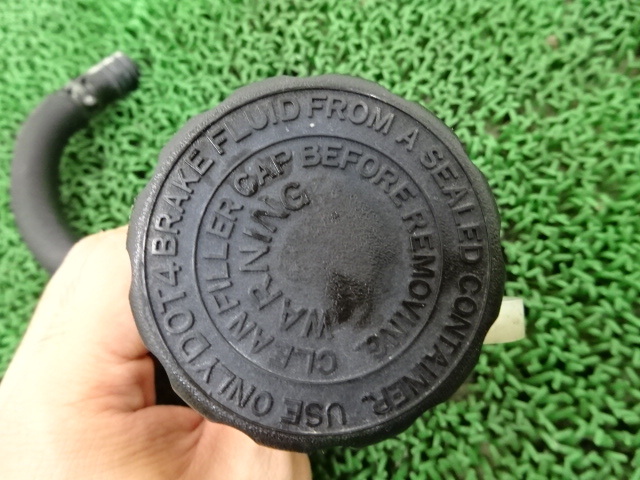 WARNING
CLEAN FILLER CAP BEFORE REMOVING.
USE ONLY DOT 4 BRAKE FLUID FROM A SEALED CONTAINER.